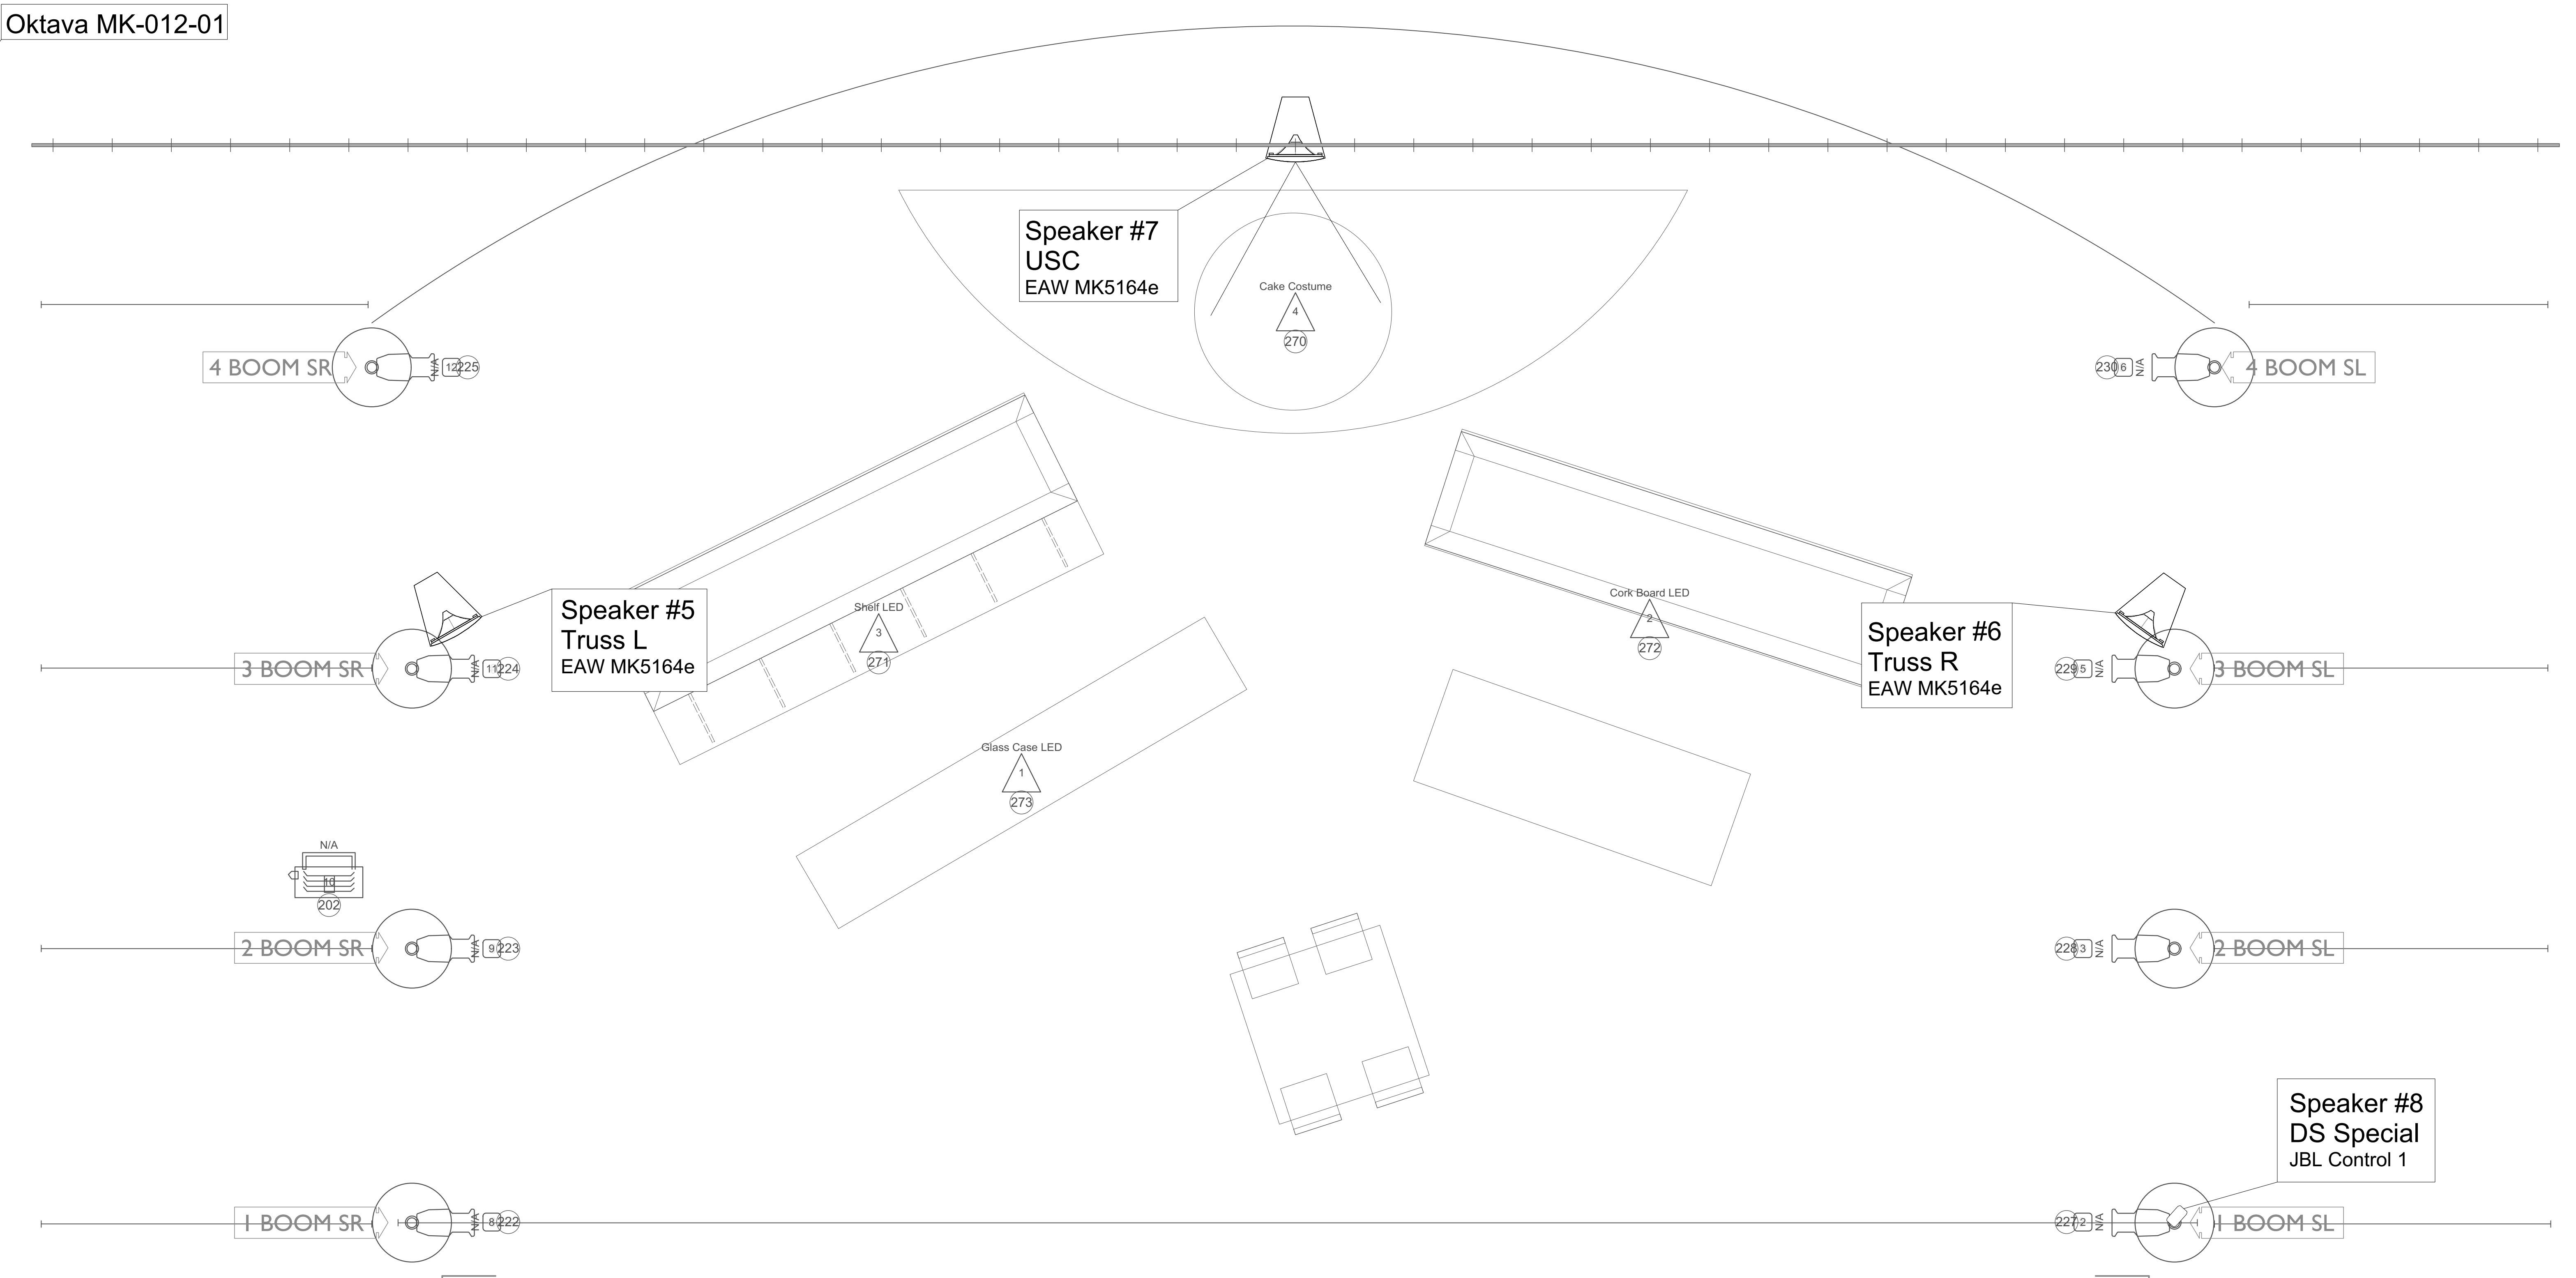 Oktava MK-012-01
Speaker #7
USC
EAW MK5164e
Cake Costume
4
270
4 BOOM SR
N/A
12
225
230
6
N/A
4 BOOM SL
Speaker #5
Truss L
EAW MK5164e
Shelf LED
3
271
Cork Board LED
2
272
Speaker #6
Truss R
EAW MK5164e
3 BOOM SR
N/A
11
224
229
5
N/A
3 BOOM SL
Glass Case LED
1
273
N/A
10
202
2 BOOM SR
N/A
9
223
228
3
N/A
2 BOOM SL
Speaker #8
DS Special
JBL Control 1
1 BOOM SR
N/A
8
222
227
2
N/A
1 BOOM SL